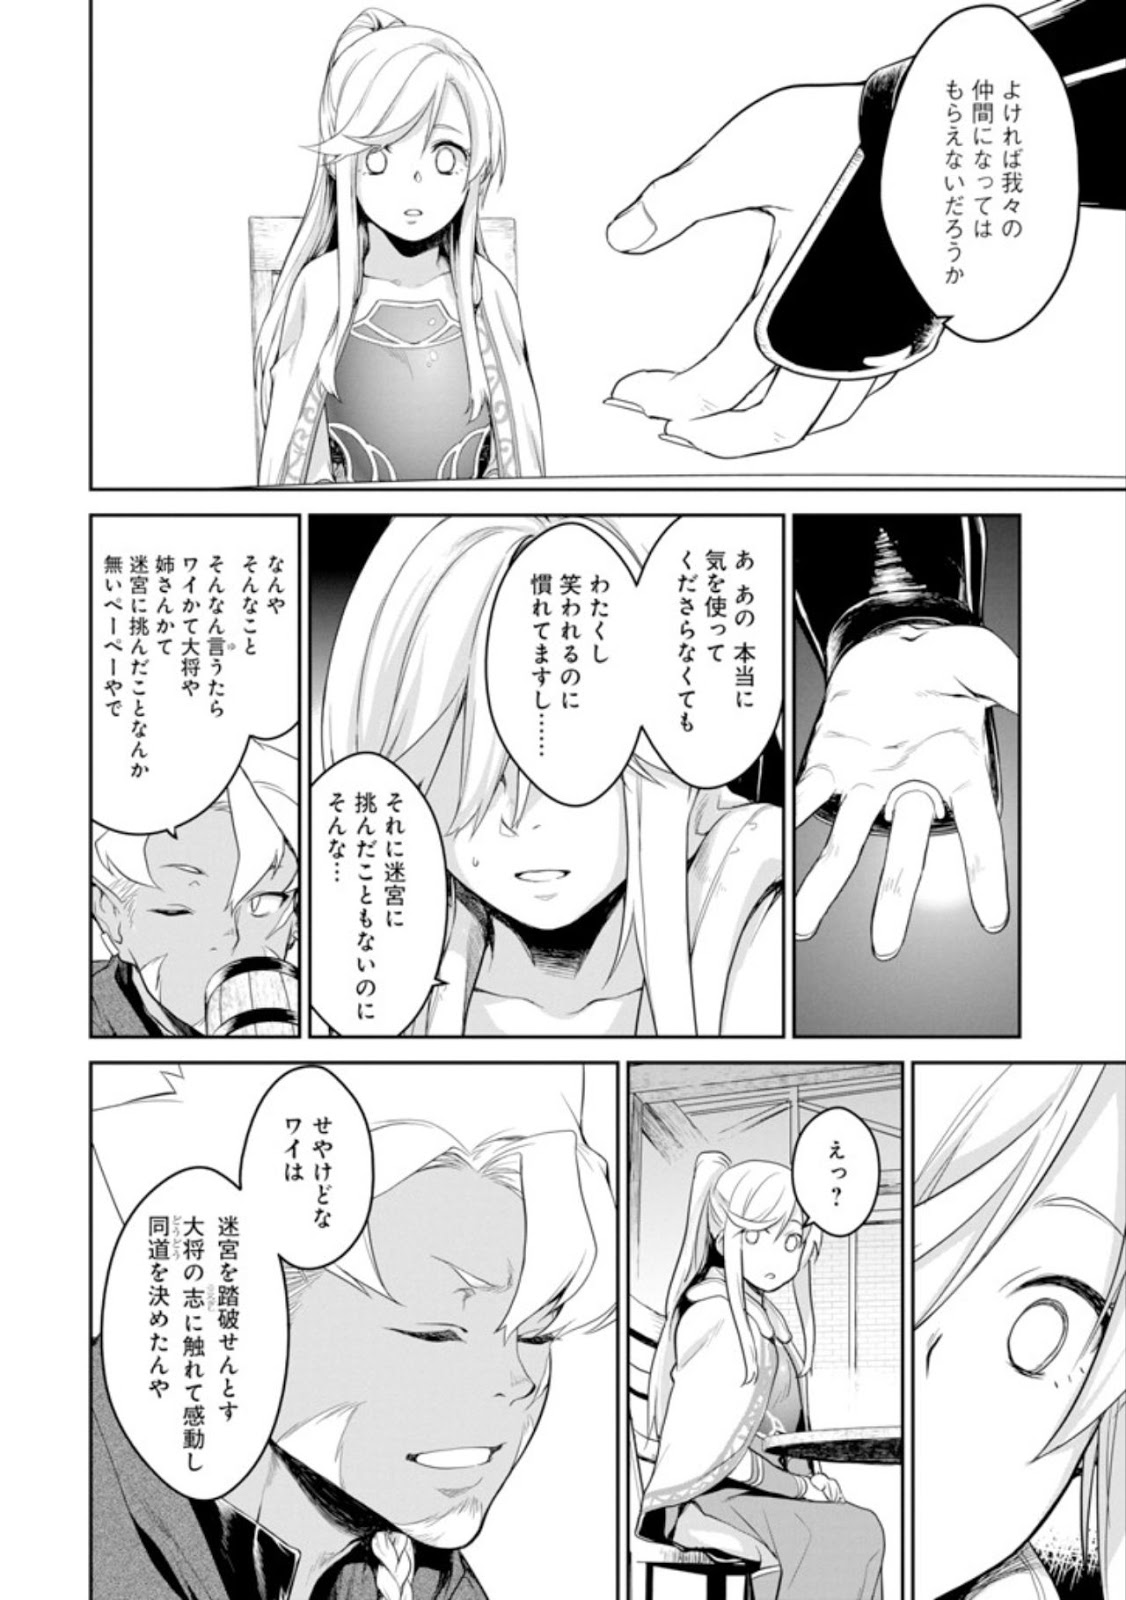 よければ我々の
仲間になっては
もらえないだろうか
あ あの 本当に
気を使って
くださらなくても
わたくし
笑われるのに
慣れてますし……
それに迷宮に
挑んだこともないのに
そんな…
なんや
そんなこと
そんなん言うたら
ワイかて大将や
姉さんかて
迷宮に挑んだことなんか
無いペーペーやで
えっ？
せやけどな
ワイは
迷宮を踏破せんとす
大将の志に触れて感動し
同道を決めたんや